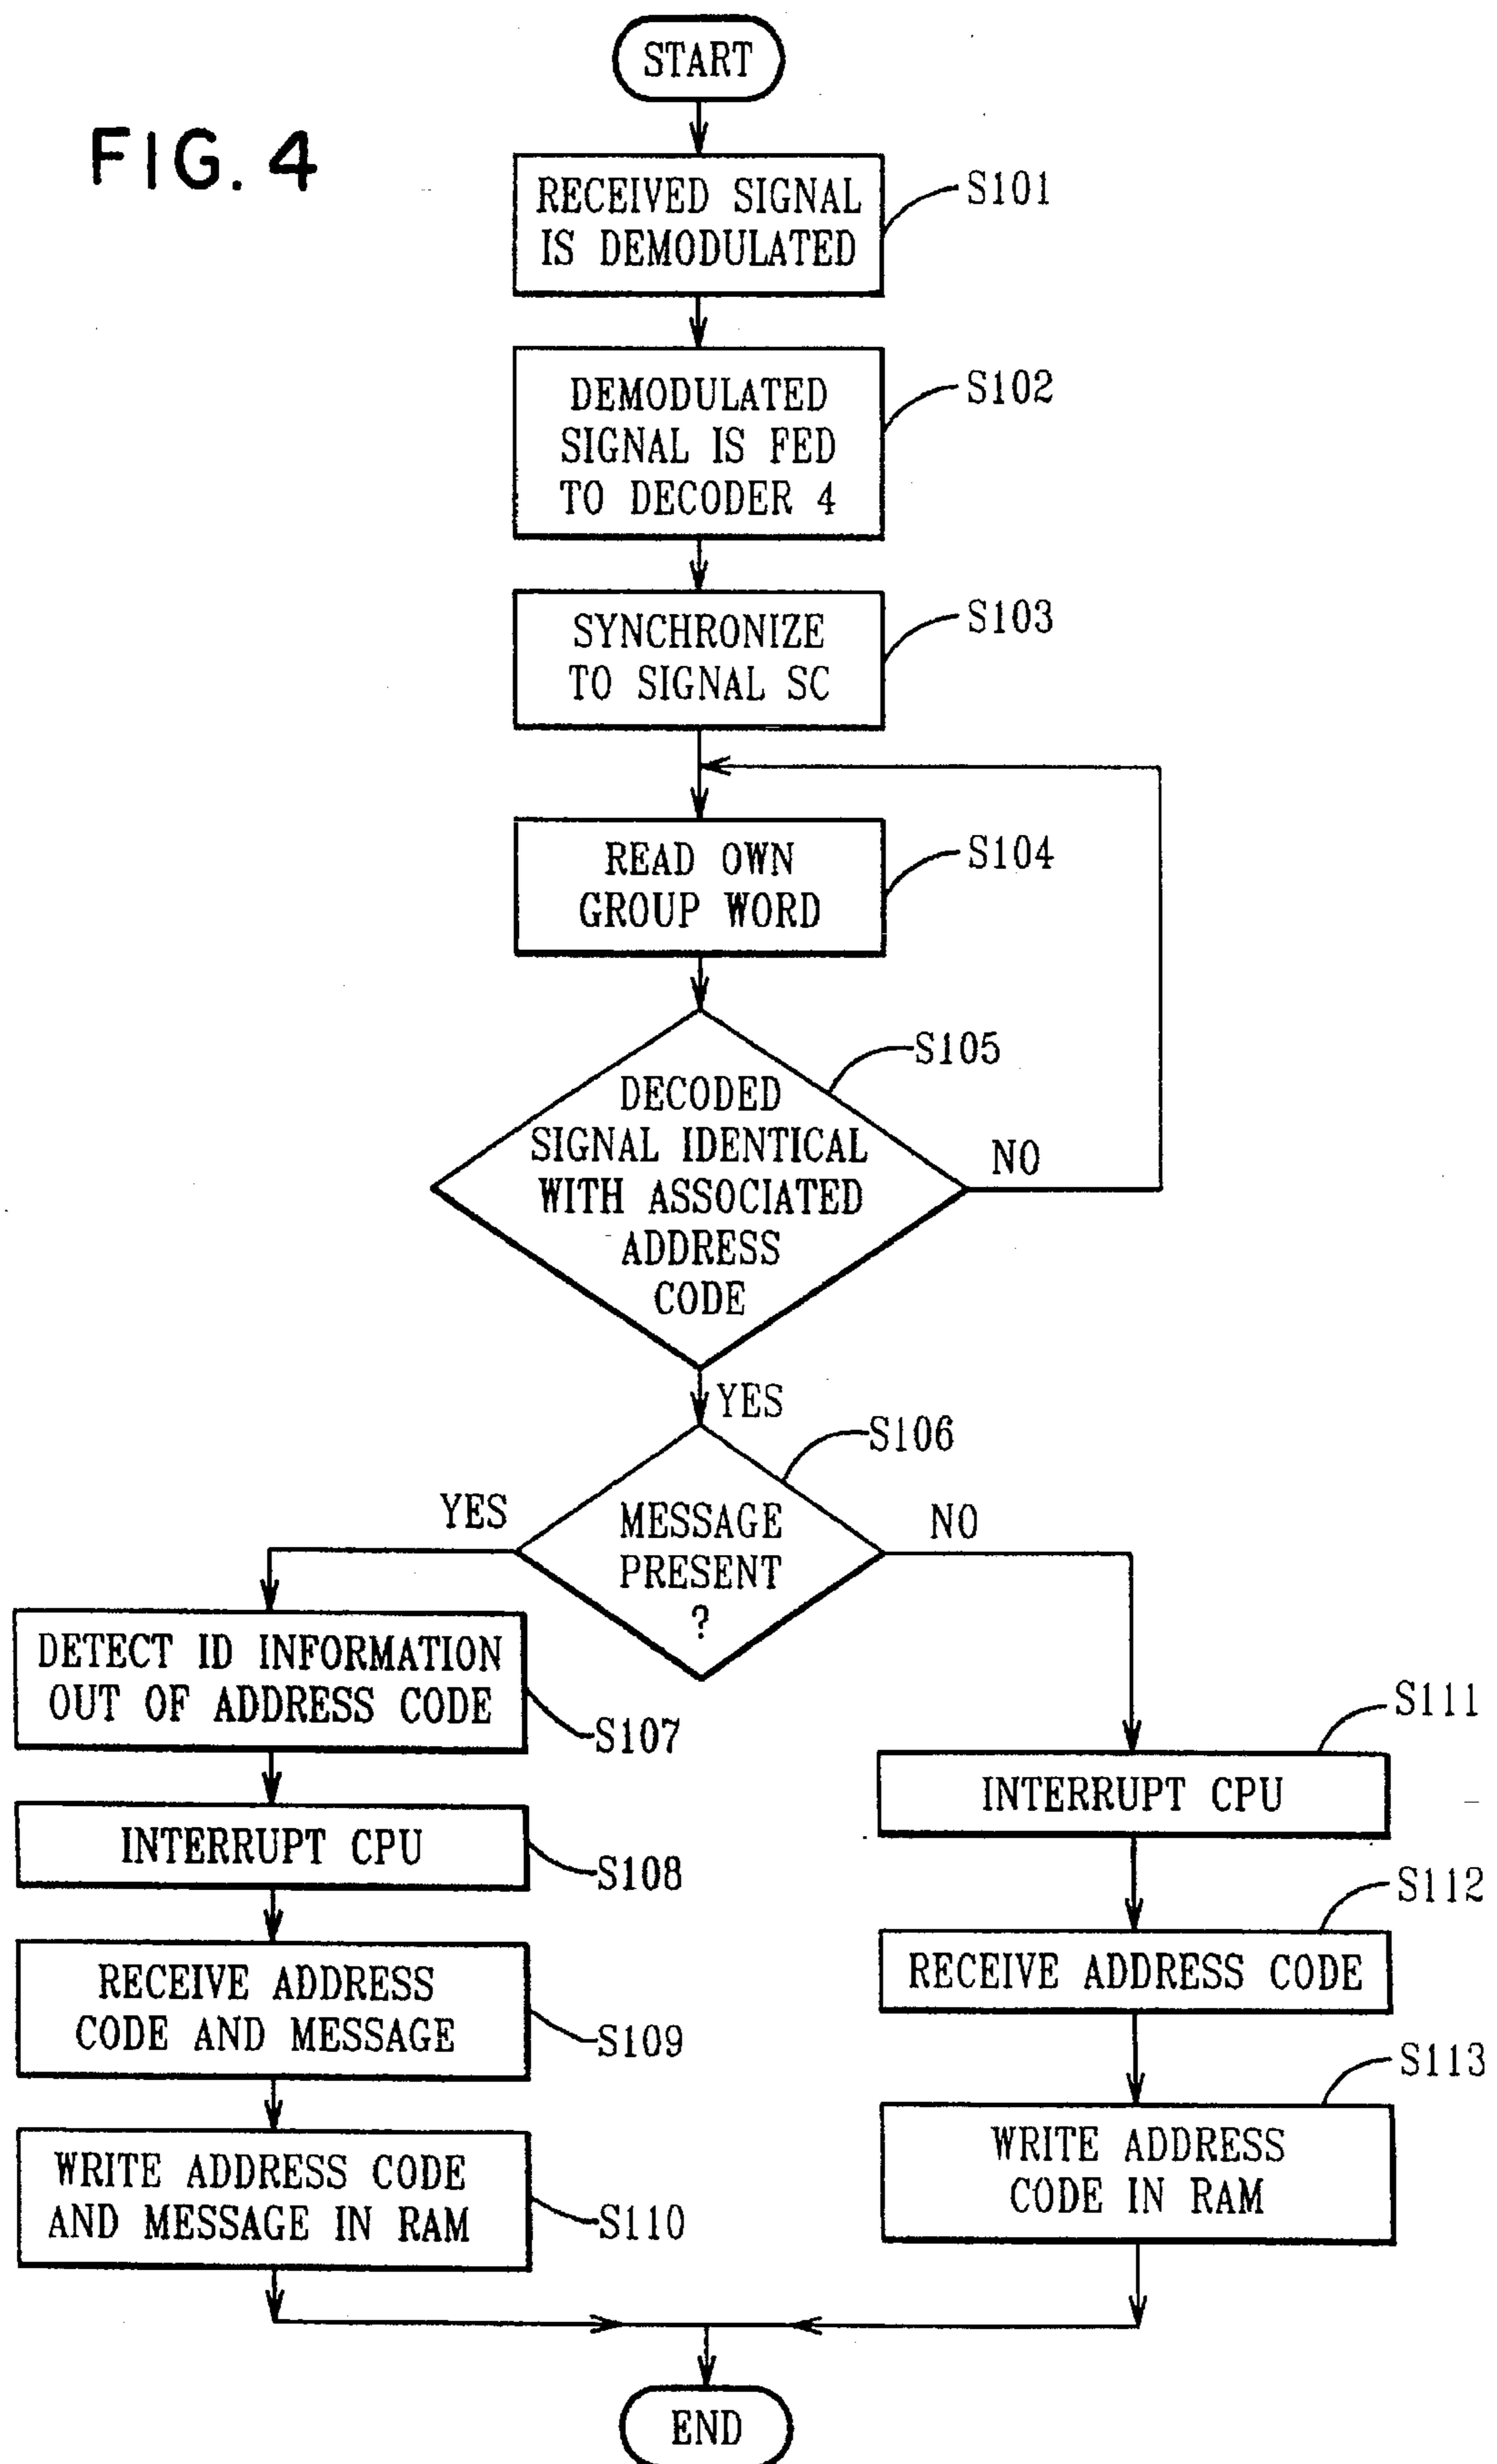 START
FIG. 4
RECEIVED SIGNAL
IS DEMODULATED
S101
DEMODULATED
SIGNAL IS FED
TO DECODER 4
S102
SYNCHRONIZE
TO SIGNAL SC
S103
READ OWN
GROUP WORD
S104
DECODED
SIGNAL IDENTICAL
WITH ASSOCIATED
ADDRESS
CODE
S105
NO
YES
MESSAGE
PRESENT
?
S106
YES
NO
DETECT ID INFORMATION
OUT OF ADDRESS CODE
S107
INTERRUPT CPU
S108
RECEIVE ADDRESS
CODE AND MESSAGE
S109
WRITE ADDRESS CODE
AND MESSAGE IN RAM
S110
INTERRUPT CPU
S111
RECEIVE ADDRESS CODE
S112
WRITE ADDRESS
CODE IN RAM
S113
END